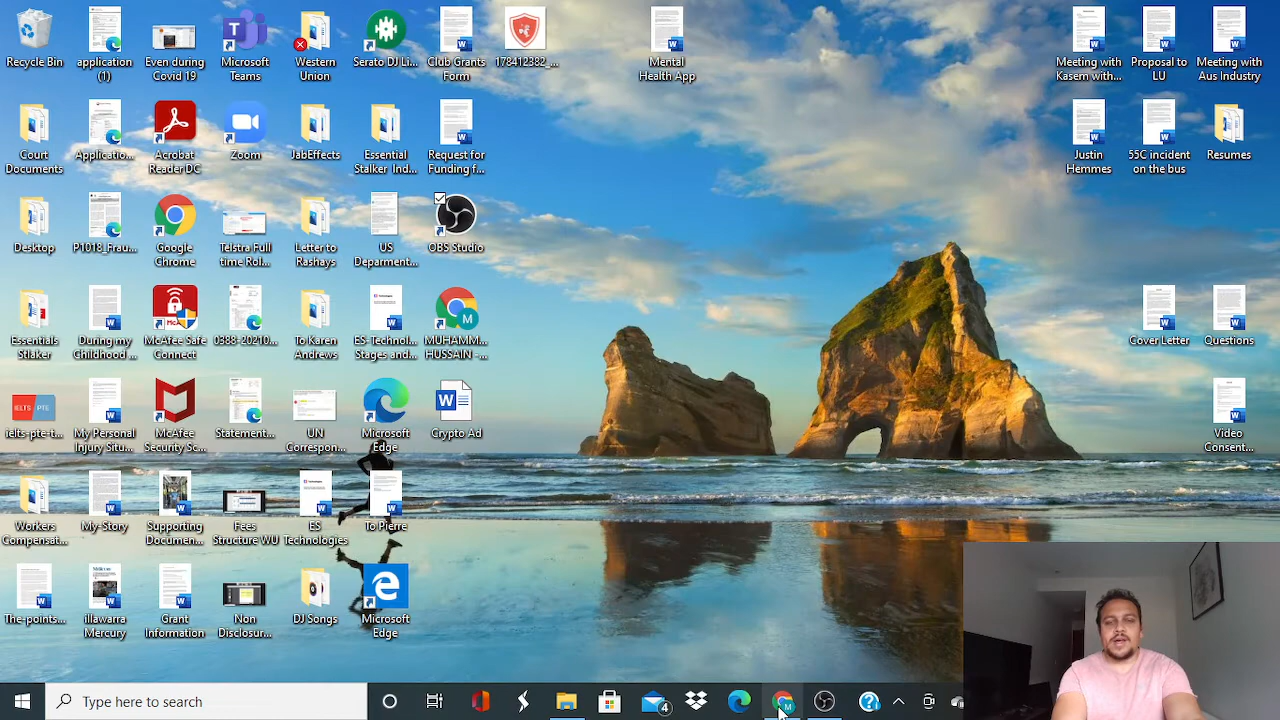 Recycle Bin
application
(1)
Even during
Covid 19
Microsoft
Teams
Western
Union
Serato DJ Li...
Club Grants
Form
178412382_...
Mental
Health App
Meeting with
Kasem with...
Proposal to
LU
Meeting with
Aus Industry
Court
Documents
Applicatio...
Acrobat
Reader DC
Zoom
JabEffects
Essential
Stalker_Ind...
Request for
Funding f...
Justin
Hemmes
55C incident
on the bus
Resumes
Desktop
P1018_Frau...
Google
Chrome
Telstra Full
time Rol...
Letter to
Rashays
US
Deparment...
OBS Studio
Essentials
Stlaker
During my
Childhood ...
McAfee Safe
Connect
0388-20210...
To Karen
Andrews
ES-Technol...
Stages and...
MUHAMM...
HUSSAIN -...
Cover Letter
Questions
IELTS PTE
ielts-pte-t...
My Personal
Injury Situ...
McAfee
Security Sc...
Statement...
UN
Correspon...
Microsoft
Edge
Crypto Ad
Video
Consent...
Workers
Compensat...
My-Story
Supporting
Documen...
Fees
Structure WU
ES
Technologies
To Pierre
The-points...
illawarra
Mercury
Grant
Information
Non
Disclosur...
DJ Songs
Microsoft
Edge
Type here to search
4
M